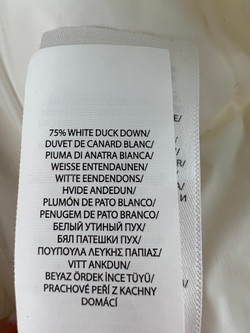 75% WHITE DUCK DOWN/
DUVET DE CANARD BLANC/
PIUMA DI ANATRA BIANCA/
WEISSE ENTENDAUNEN/
WITTE EENDENDONS/
HVIDE ANDEDUN/
PLUMÓN DE PATO BLANCO/
PENUGEM DE PATO BRANCO/
БЕЛЫЙ УТИНЫЙ ПУХ/
БЯЛ ПАТЕШКИ ПУХ/
ΠΟΥΠΟΥΛΑ ΛΕΥΚΗΣ ΠΑΠΙΑΣ/
VITT ANKDUN/
BEYAZ ÖRDEK İNCE TÜYÜ/
PRACHOVÉ PEŘÍ Z KACHNY
DOMÁCÍ